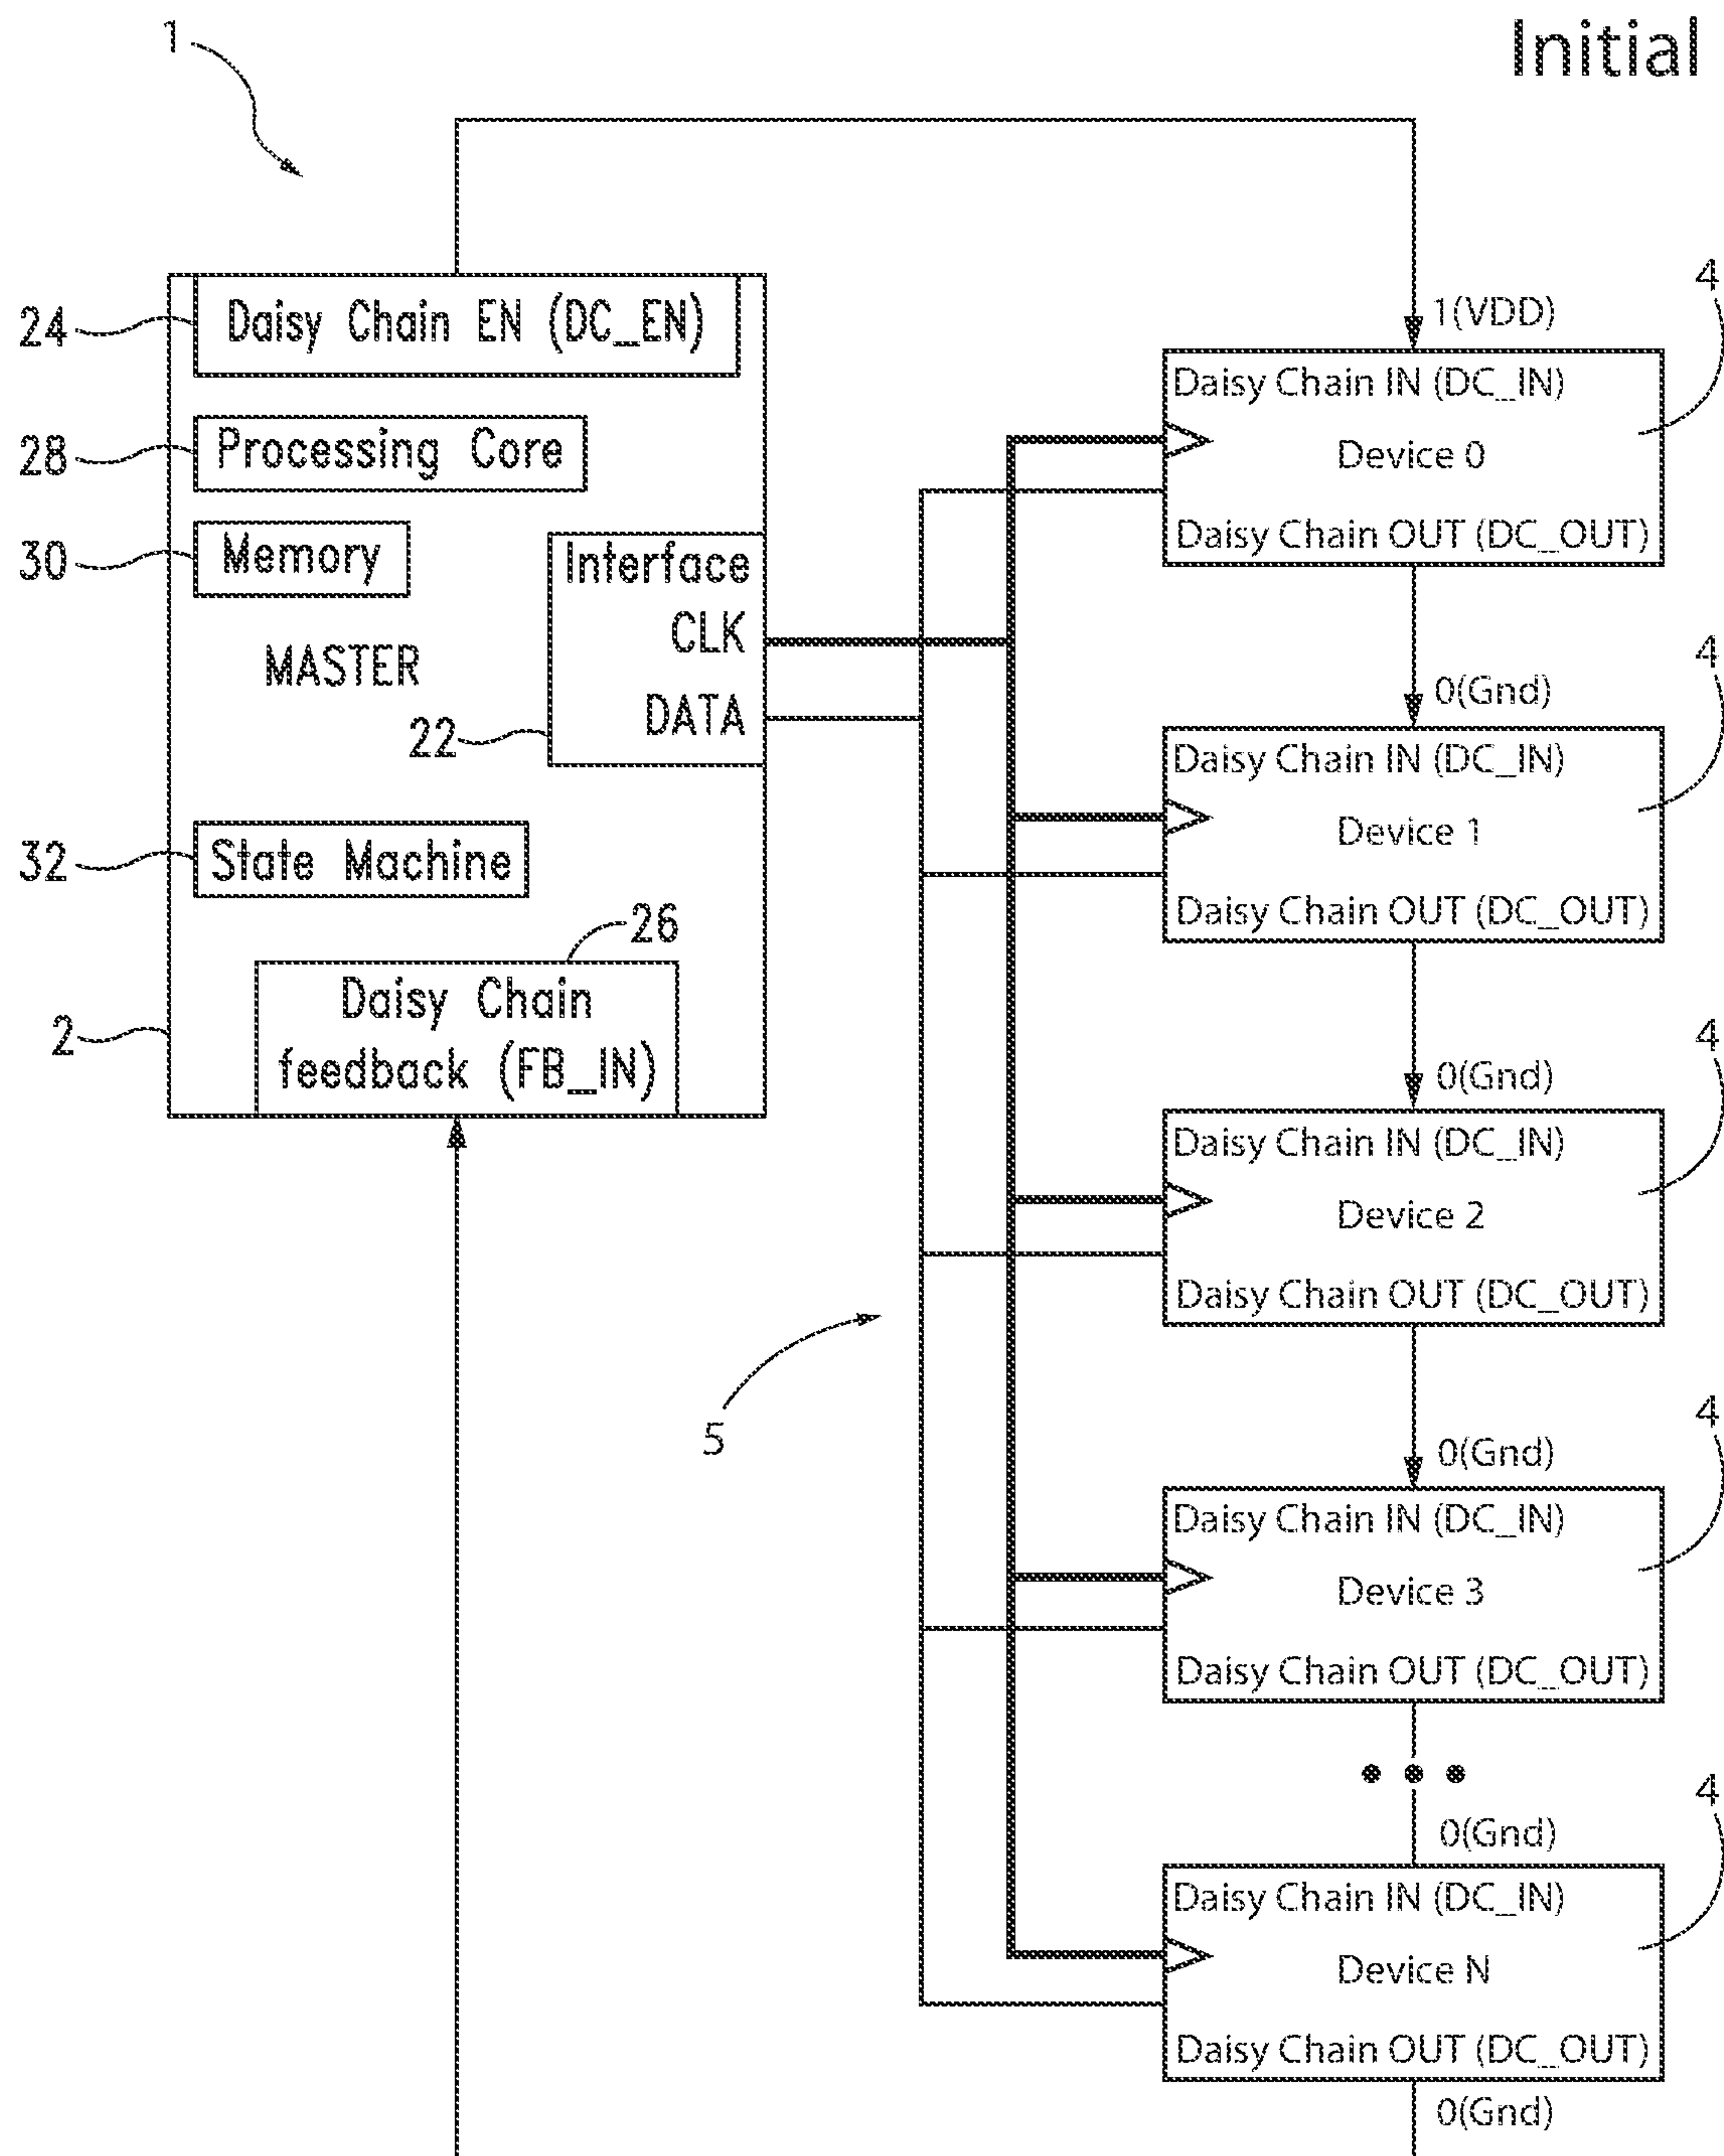 1
Initial
24
Daisy Chain EN (DC_EN)
28
Processing Core
30
Memory
MASTER
Interface
CLK
DATA
22
32
State Machine
26
Daisy Chain
feedback (FB_IN)
2
5
1(VDD)
4
Daisy Chain IN (DC_IN)
Device 0
Daisy Chain OUT (DC_OUT)
0(Gnd)
4
Daisy Chain IN (DC_IN)
Device 1
Daisy Chain OUT (DC_OUT)
0(Gnd)
4
Daisy Chain IN (DC_IN)
Device 2
Daisy Chain OUT (DC_OUT)
0(Gnd)
4
Daisy Chain IN (DC_IN)
Device 3
Daisy Chain OUT (DC_OUT)
0(Gnd)
4
Daisy Chain IN (DC_IN)
Device N
Daisy Chain OUT (DC_OUT)
0(Gnd)